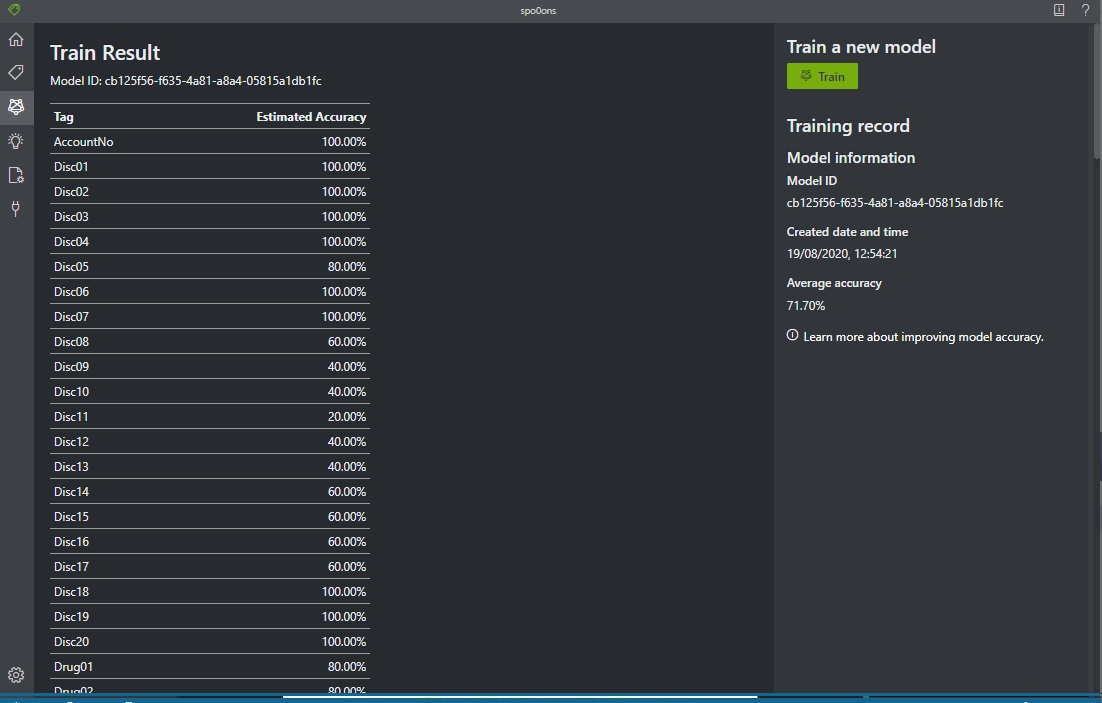 spo0ons
?
Train Result
Model ID: cb125f56-f635-4a81-a8a4-05815a1db1fc
Tag Estimated Accuracy
AccountNo 100.00%
Disc01 100.00%
Disc02 100.00%
Disc03 100.00%
Disc04 100.00%
Disc05 80.00%
Disc06 100.00%
Disc07 100.00%
Disc08 60.00%
Disc09 40.00%
Disc10 40.00%
Disc11 20.00%
Disc12 40.00%
Disc13 40.00%
Disc14 60.00%
Disc15 60.00%
Disc16 60.00%
Disc17 60.00%
Disc18 100.00%
Disc19 100.00%
Disc20 100.00%
Drug01 80.00%
Drug02 80.00%
Train a new model
Train
Training record
Model information
Model ID
cb125f56-f635-4a81-a8a4-05815a1db1fc
Created date and time
19/08/2020, 12:54:21
Average accuracy
71.70%
Learn more about improving model accuracy.